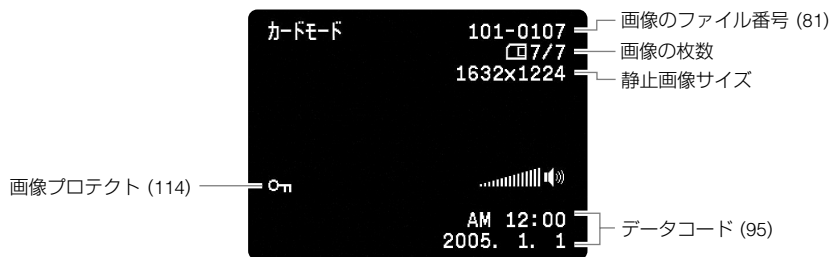 カードモード
101-0107
画像のファイル番号 (81)
7/7
画像の枚数
1632x1224
静止画像サイズ
画像プロテクト (114)
AM 12:00
2005. 1. 1
データコード (95)